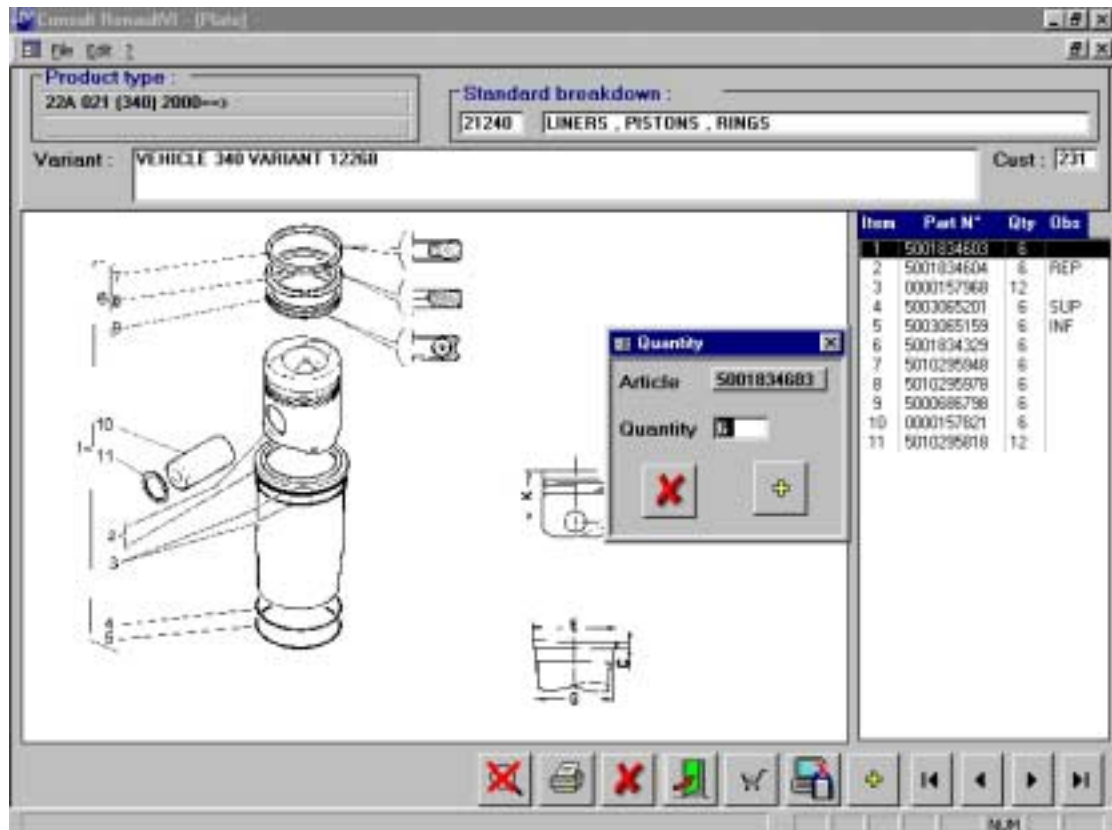 Consult RenaultVI - [Plate]
File Edit ?
Product type :
22A 021 (340) 2000==>
Standard breakdown :
21240 LINERS , PISTONS , RINGS
Variant : VEHICLE 340 VARIANT 12268
Cust : 231
Item Part N° Qty Obs
1 5001834603 6
2 5001834604 6 REP
3 0000157968 12
4 5003065201 6 SUP
5 5003065159 6 INF
6 5001834329 6
7 5010295948 6
8 5010295978 6
9 5000686798 6
10 0000157821 6
11 5010295818 12
Quantity
Article 5001834603
Quantity 6
7
6
8
9
10
1
11
2
3
4
5
K
E
G
NUM